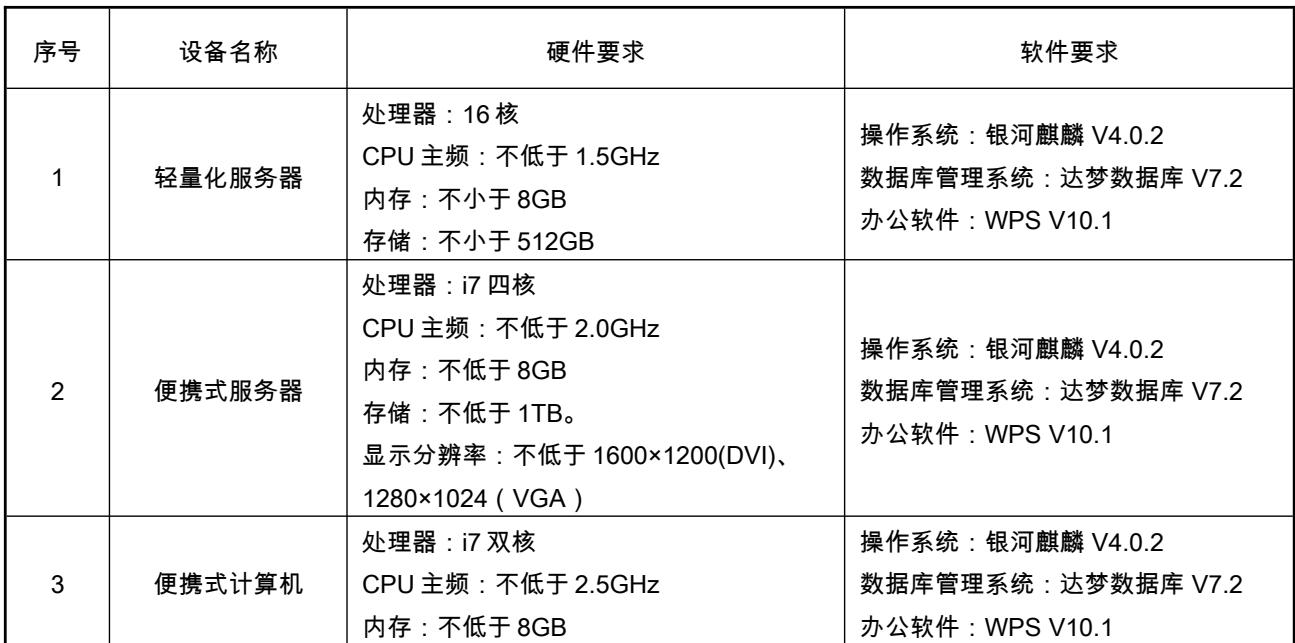 序号 设备名称 硬件要求 软件要求
1 轻量化服务器
处理器：16 核
CPU 主频：不低于 1.5GHz
内存：不小于 8GB
存储：不小于 512GB
操作系统：银河麒麟 V4.0.2
数据库管理系统：达梦数据库 V7.2
办公软件：WPS V10.1
2 便携式服务器
处理器：i7 四核
CPU 主频：不低于 2.0GHz
内存：不低于 8GB
存储：不低于 1TB。
显示分辨率：不低于 1600×1200(DVI)、
1280×1024（VGA）
操作系统：银河麒麟 V4.0.2
数据库管理系统：达梦数据库 V7.2
办公软件：WPS V10.1
3 便携式计算机
处理器：i7 双核
CPU 主频：不低于 2.5GHz
内存：不低于 8GB
操作系统：银河麒麟 V4.0.2
数据库管理系统：达梦数据库 V7.2
办公软件：WPS V10.1